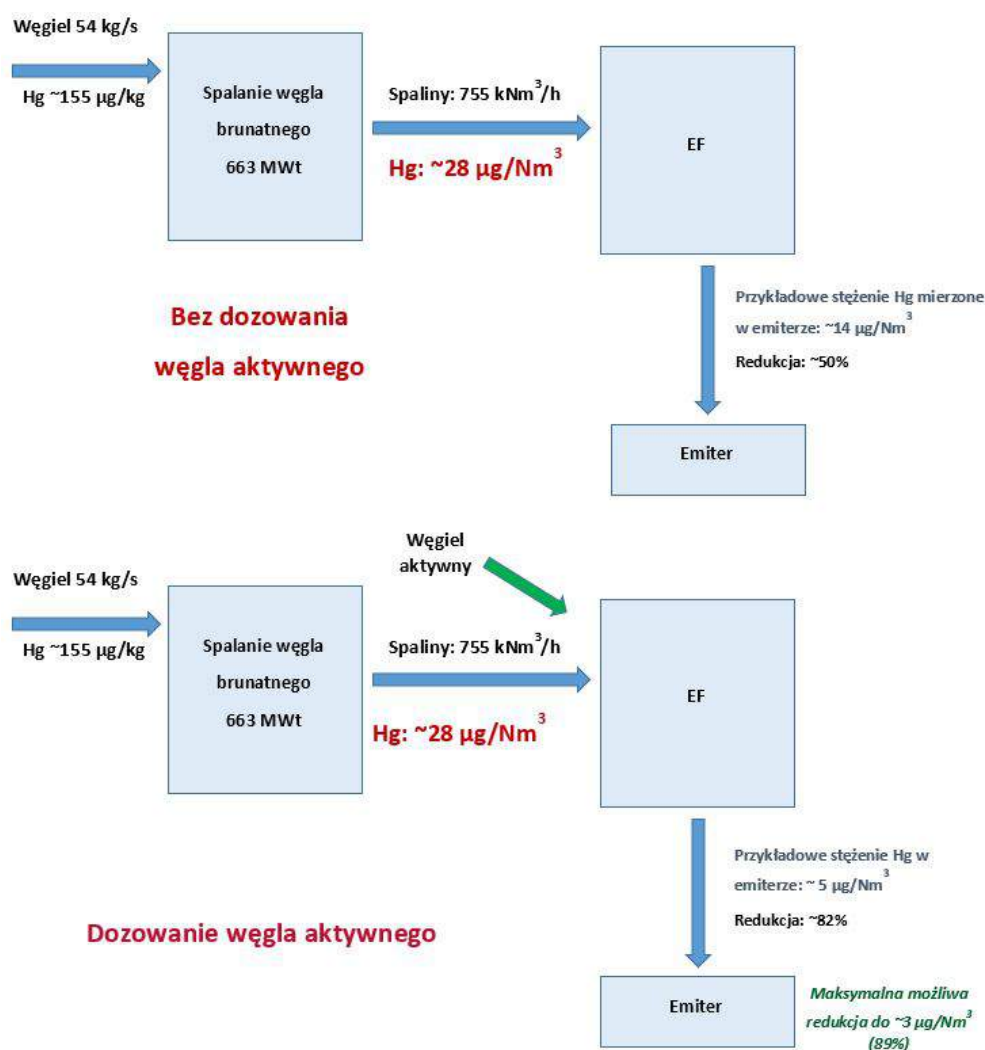 Węgiel 54 kg/s
Hg ~155 µg/kg
Spalanie węgla
brunatnego
663 MWt
Spaliny: 755 kNm³/h
Hg: ~28 µg/Nm³
EF
Bez dozowania
węgla aktywnego
Przykładowe stężenie Hg mierzone
w emiterze: ~14 µg/Nm³
Redukcja: ~50%
Emiter
Węgiel
aktywny
Węgiel 54 kg/s
Hg ~155 µg/kg
Spalanie węgla
brunatnego
663 MWt
Spaliny: 755 kNm³/h
Hg: ~28 µg/Nm³
EF
Przykładowe stężenie Hg w
emiterze: ~ 5 µg/Nm³
Redukcja: ~82%
Dozowanie węgla aktywnego
Emiter
Maksymalna możliwa
redukcja do ~3 µg/Nm³
(89%)